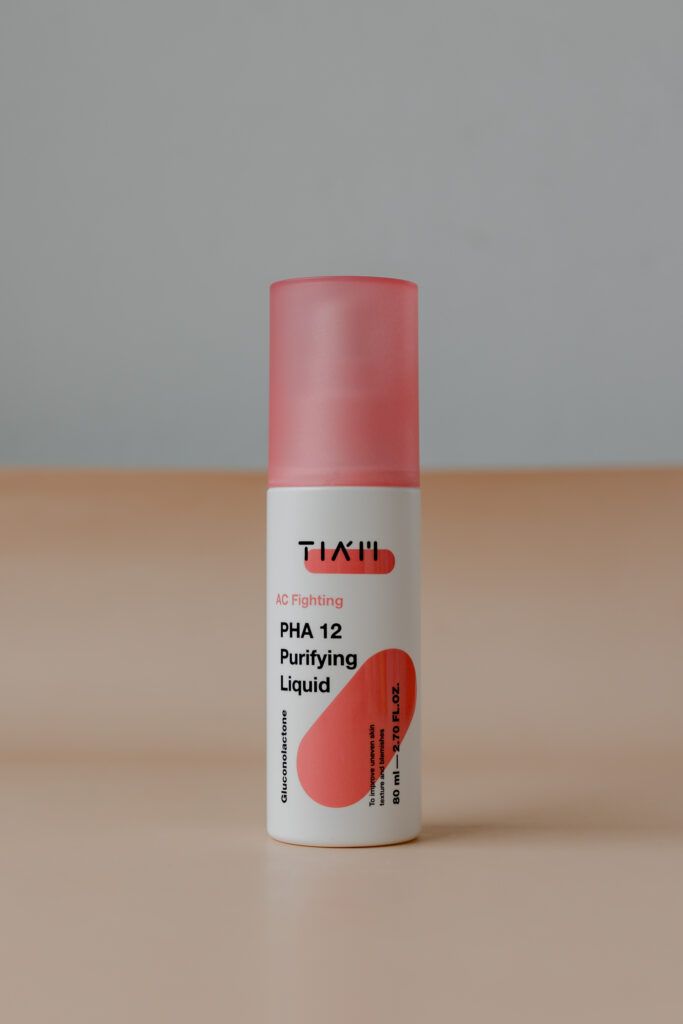 TIA'M
AC Fighting
PHA 12
Purifying
Liquid
Gluconolactone
To improve uneven skin
texture and blemishes
80 ml — 2.70 FL.OZ.